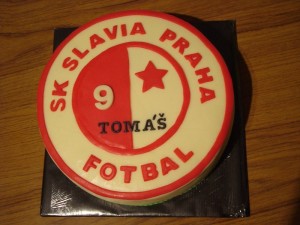 SK SLAVIA PRAHA
9
TOMÁŠ
FOTBAL